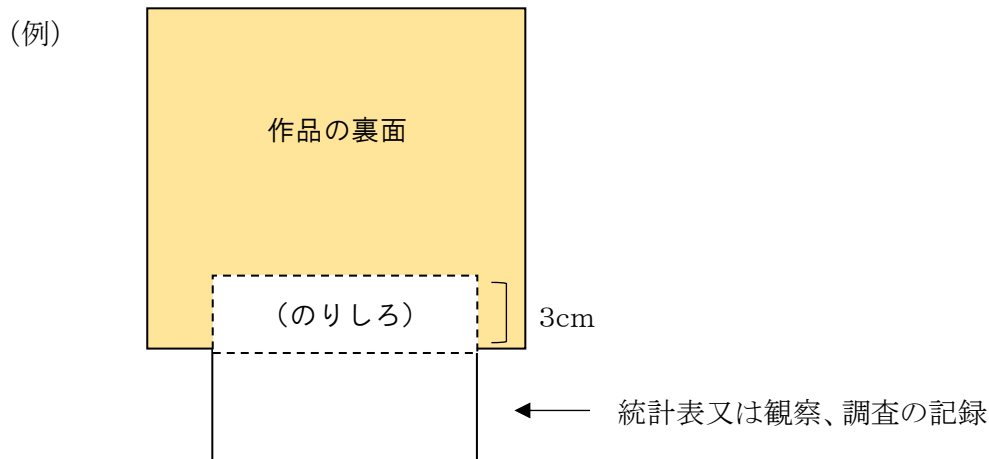 （例）
作品の裏面
（のりしろ）
3cm
統計表又は観察、調査の記録